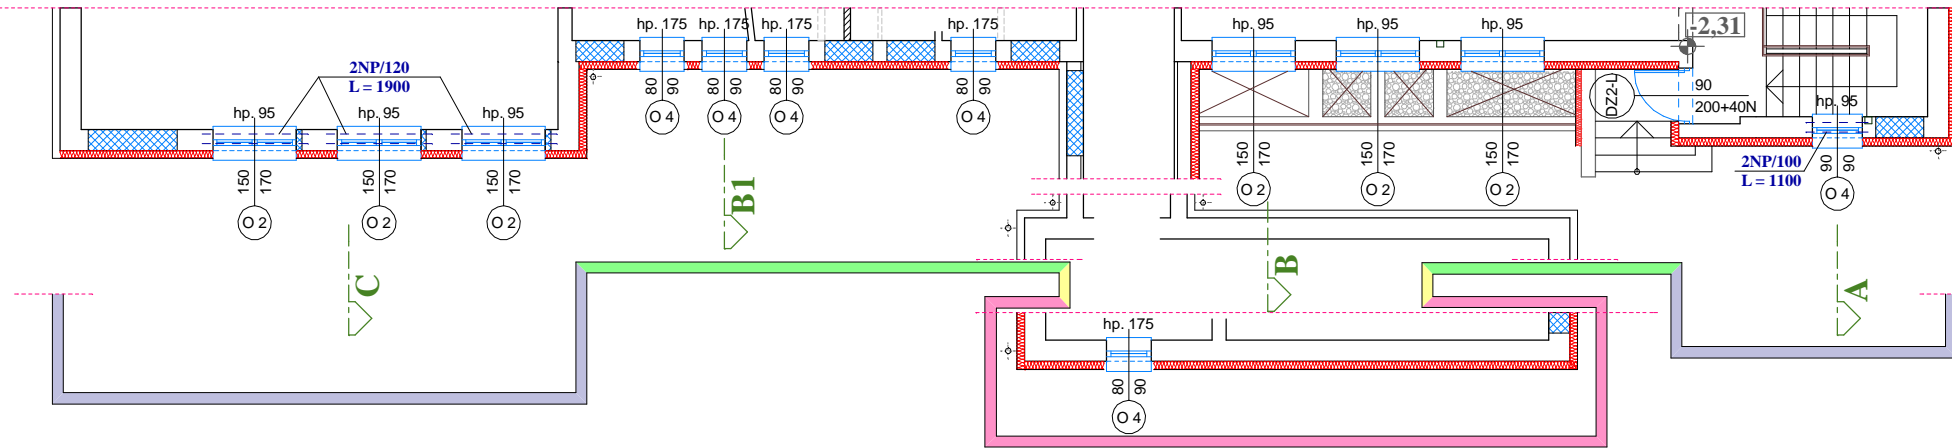 hp. 175
hp. 175
hp. 175
hp. 175
hp. 95
hp. 95
hp. 95
-2,31
2NP/120
L = 1900
80
90
80
90
80
90
80
90
O 4
O 4
O 4
O 4
DZ2-L
90
200+40N
hp. 95
hp. 95
hp. 95
hp. 95
150
170
150
170
150
170
O 2
O 2
O 2
150
170
150
170
150
170
O 2
O 2
O 2
2NP/100
L = 1100
90
90
O 4
B1
C
B
A
hp. 175
80
90
O 4